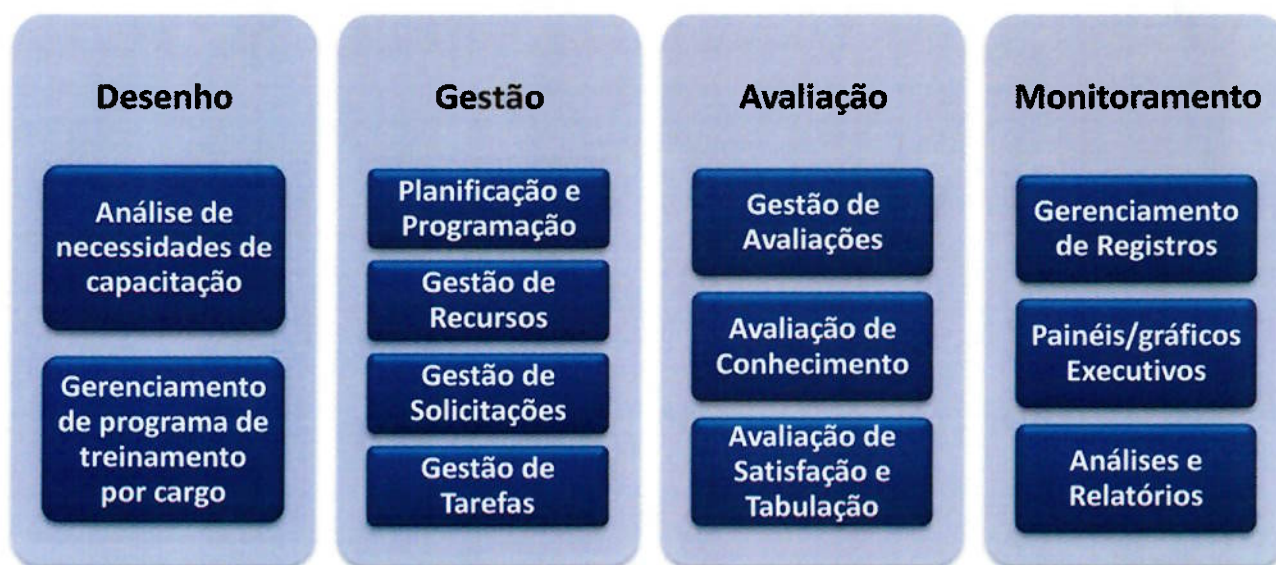 Desenho
Análise de
necessidades de
capacitação
Gerenciamento
de programa de
treinamento
por cargo
Gestão
Planificação e
Programação
Gestão de
Recursos
Gestão de
Solicitações
Gestão de
Tarefas
Avaliação
Gestão de
Avaliações
Avaliação de
Conhecimento
Avaliação de
Satisfação e
Tabulação
Monitoramento
Gerenciamento
de Registros
Painéis/gráficos
Executivos
Análises e
Relatórios